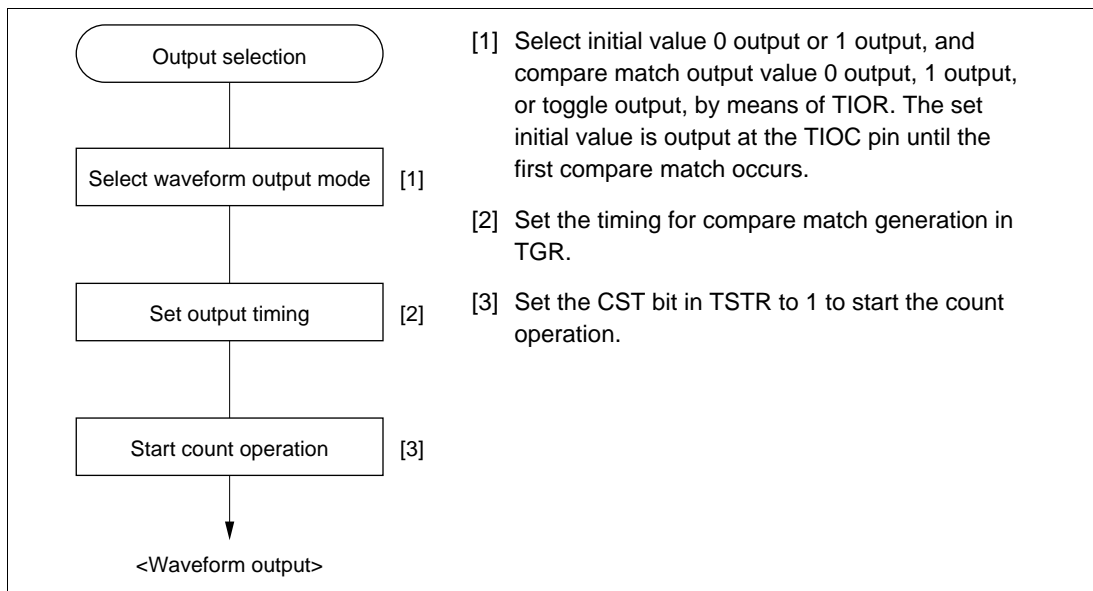 Output selection
Select waveform output mode [1]
Set output timing [2]
Start count operation [3]
<Waveform output>
[1] Select initial value 0 output or 1 output, and
compare match output value 0 output, 1 output,
or toggle output, by means of TIOR. The set
initial value is output at the TIOC pin until the
first compare match occurs.
[2] Set the timing for compare match generation in
TGR.
[3] Set the CST bit in TSTR to 1 to start the count
operation.